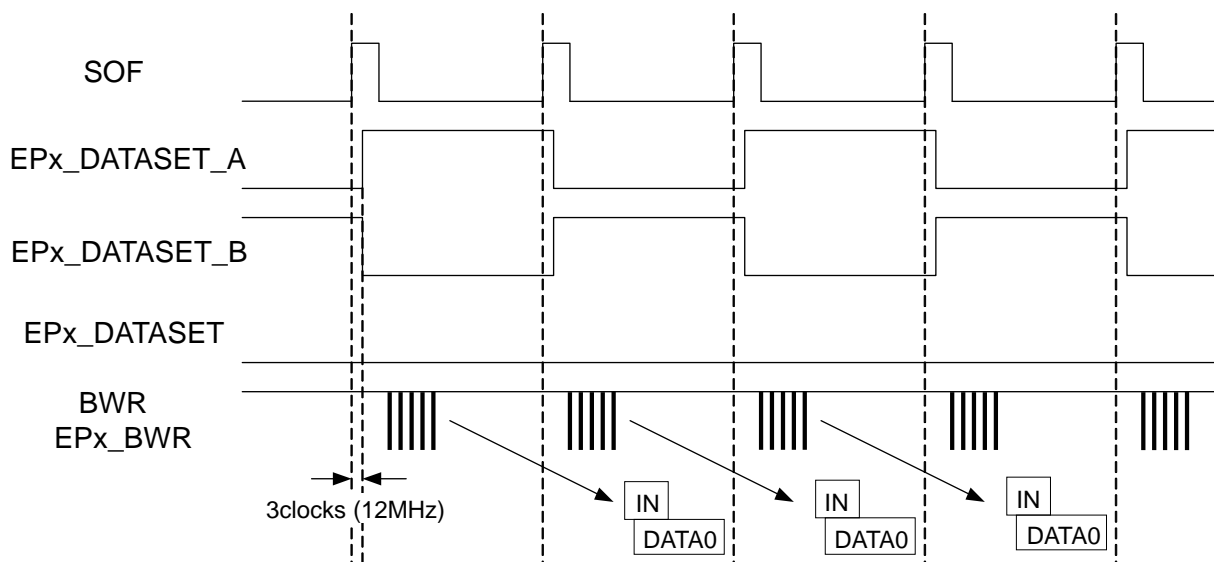 SOF
EPx_DATASET_A
EPx_DATASET_B
EPx_DATASET
BWR
EPx_BWR
3clocks (12MHz)
IN
DATA0
IN
DATA0
IN
DATA0